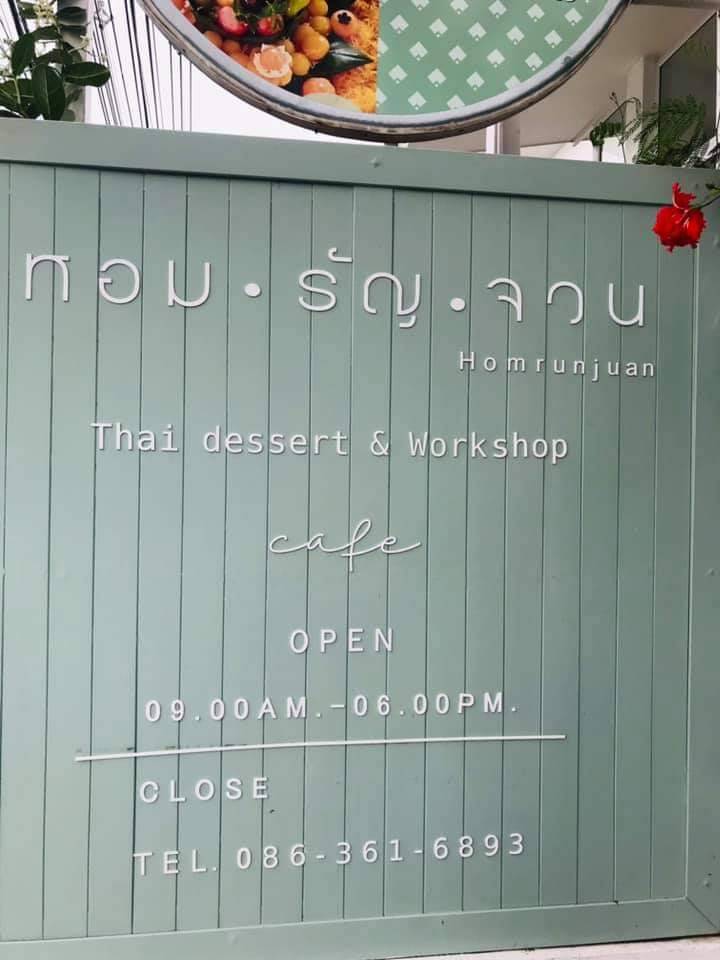 หอม • รัญ • จวน
Homrunjuan
Thai dessert & Workshop
cafe
OPEN
09.00AM.-06.00PM.
CLOSE
TEL. 086-361-6893